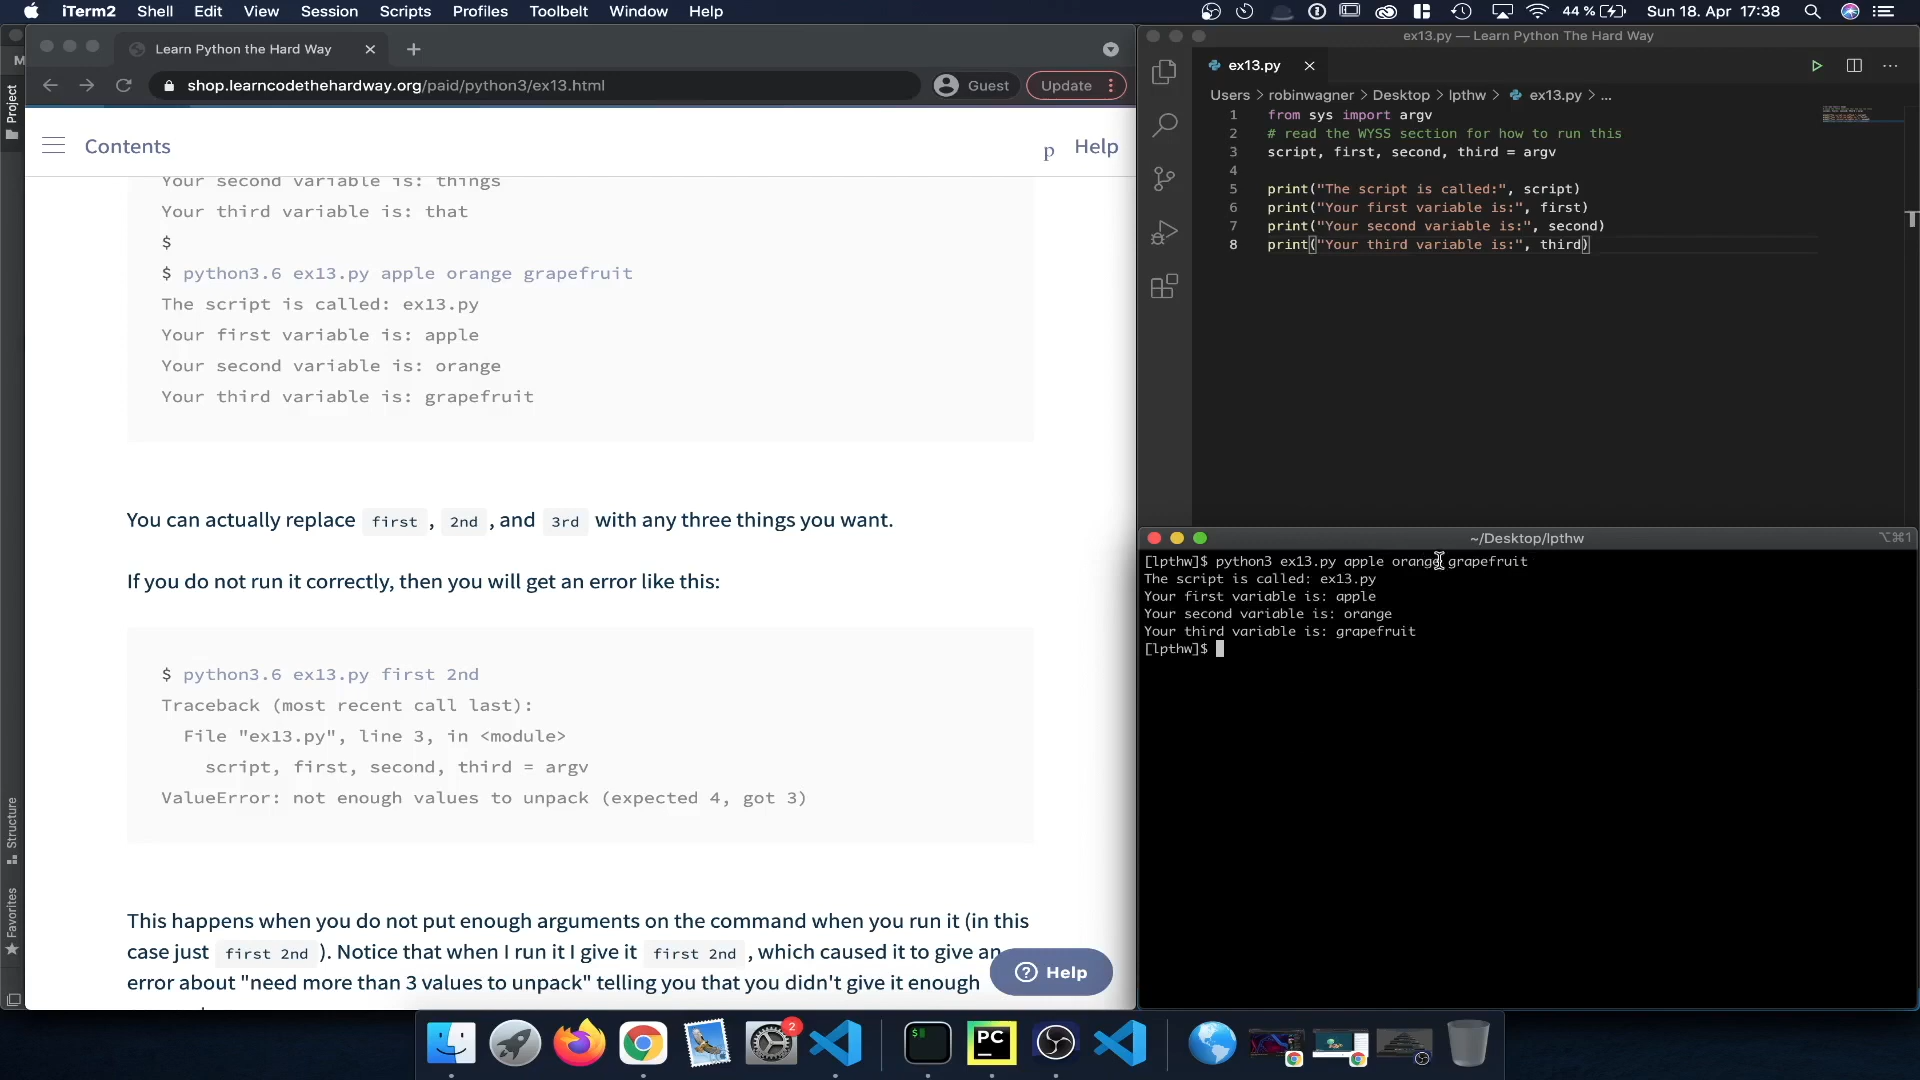 iTerm2 Shell Edit View Session Scripts Profiles Toolbelt Window Help
44 % Sun 18. Apr 17:38
M
Project
Structure
Favorites
Learn Python the Hard Way
shop.learncodethehardway.org/paid/python3/ex13.html
Guest
Update
Contents
p Help
Your second variable is: things
Your third variable is: that
$
$ python3.6 ex13.py apple orange grapefruit
The script is called: ex13.py
Your first variable is: apple
Your second variable is: orange
Your third variable is: grapefruit
You can actually replace first , 2nd , and 3rd with any three things you want.
If you do not run it correctly, then you will get an error like this:
$ python3.6 ex13.py first 2nd
Traceback (most recent call last):
File "ex13.py", line 3, in <module>
script, first, second, third = argv
ValueError: not enough values to unpack (expected 4, got 3)
This happens when you do not put enough arguments on the command when you run it (in this
case just first 2nd ). Notice that when I run it I give it first 2nd , which caused it to give an
error about "need more than 3 values to unpack" telling you that you didn't give it enough
Help
ex13.py — Learn Python The Hard Way
ex13.py
Users > robinwagner > Desktop > lpthw > ex13.py > ...
1 from sys import argv
2 # read the WYSS section for how to run this
3 script, first, second, third = argv
4
5 print("The script is called:", script)
6 print("Your first variable is:", first)
7 print("Your second variable is:", second)
8 print("Your third variable is:", third)
T
~/Desktop/lpthw
⌥⌘1
[lpthw]$ python3 ex13.py apple orange grapefruit
The script is called: ex13.py
Your first variable is: apple
Your second variable is: orange
Your third variable is: grapefruit
[lpthw]$
2
$
PC